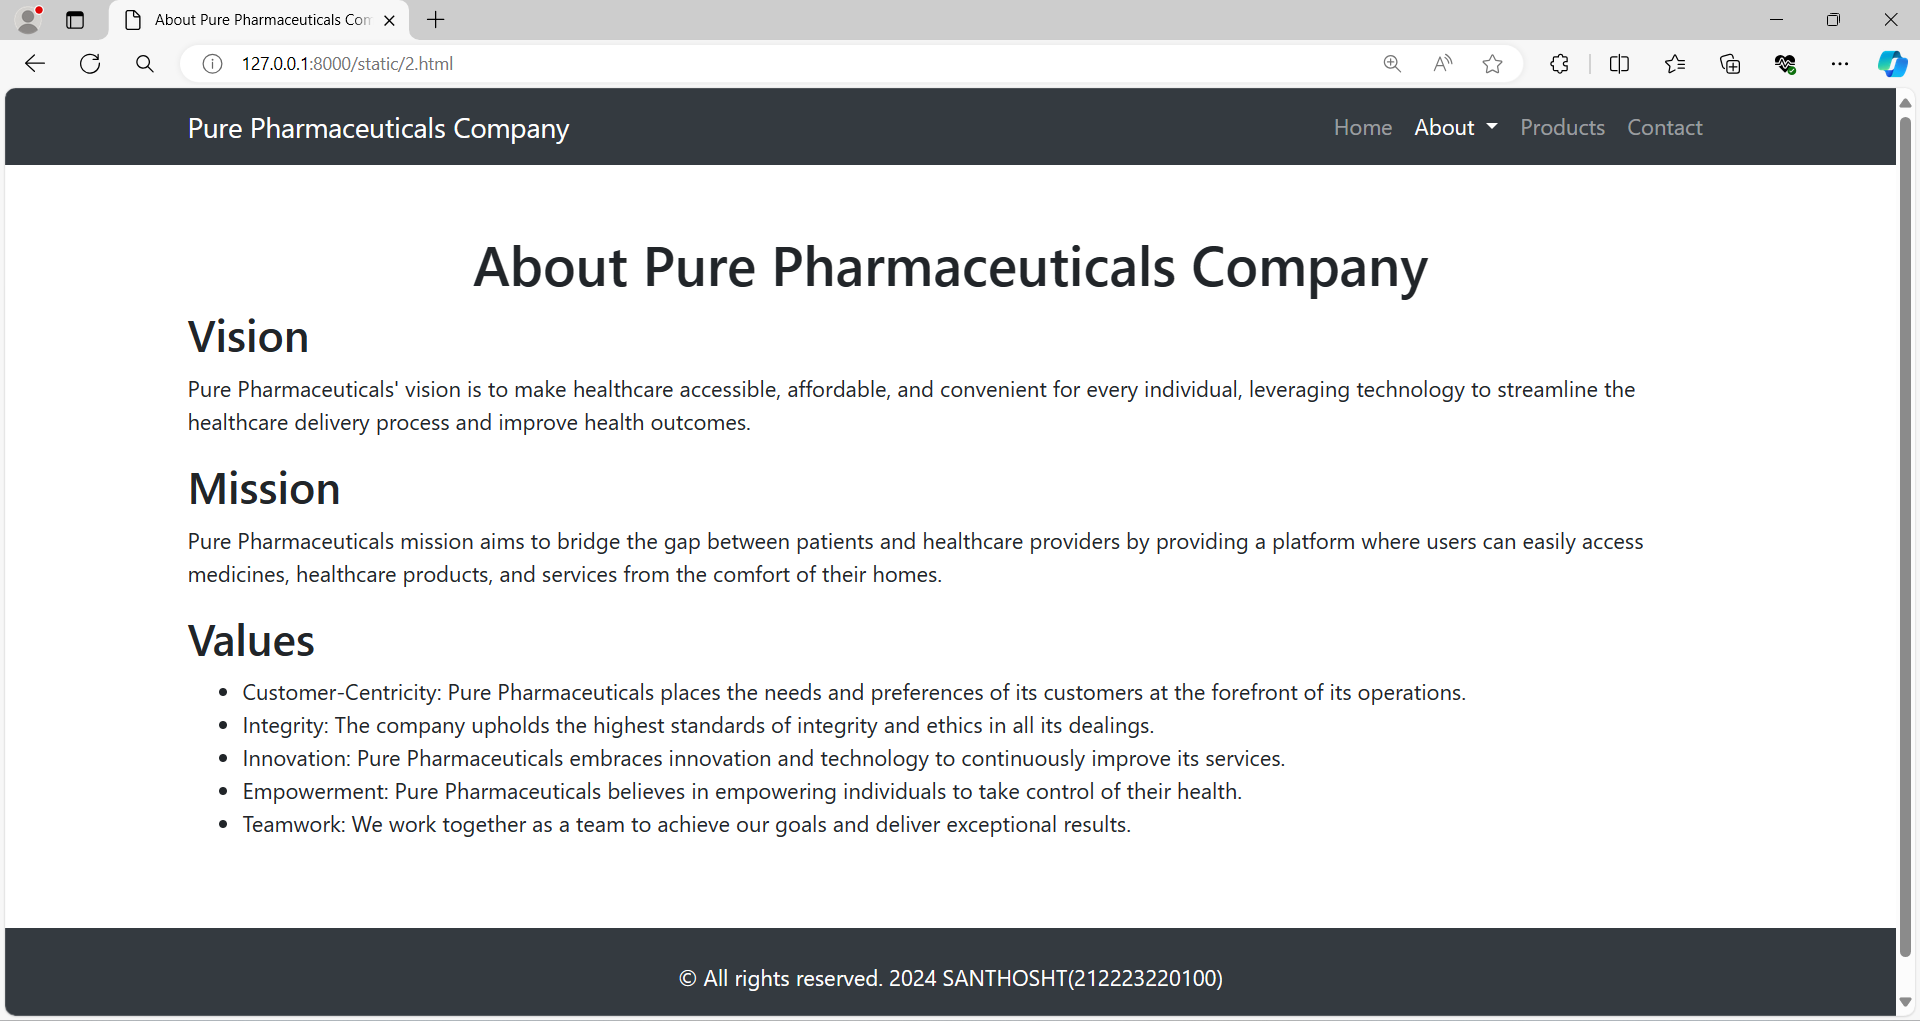 About Pure Pharmaceuticals Com
127.0.0.1:8000/static/2.html
Pure Pharmaceuticals Company
Home About Products Contact
About Pure Pharmaceuticals Company
Vision
Pure Pharmaceuticals' vision is to make healthcare accessible, affordable, and convenient for every individual, leveraging technology to streamline the
healthcare delivery process and improve health outcomes.
Mission
Pure Pharmaceuticals mission aims to bridge the gap between patients and healthcare providers by providing a platform where users can easily access
medicines, healthcare products, and services from the comfort of their homes.
Values
• Customer-Centricity: Pure Pharmaceuticals places the needs and preferences of its customers at the forefront of its operations.
• Integrity: The company upholds the highest standards of integrity and ethics in all its dealings.
• Innovation: Pure Pharmaceuticals embraces innovation and technology to continuously improve its services.
• Empowerment: Pure Pharmaceuticals believes in empowering individuals to take control of their health.
• Teamwork: We work together as a team to achieve our goals and deliver exceptional results.
© All rights reserved. 2024 SANTHOSHT(212223220100)